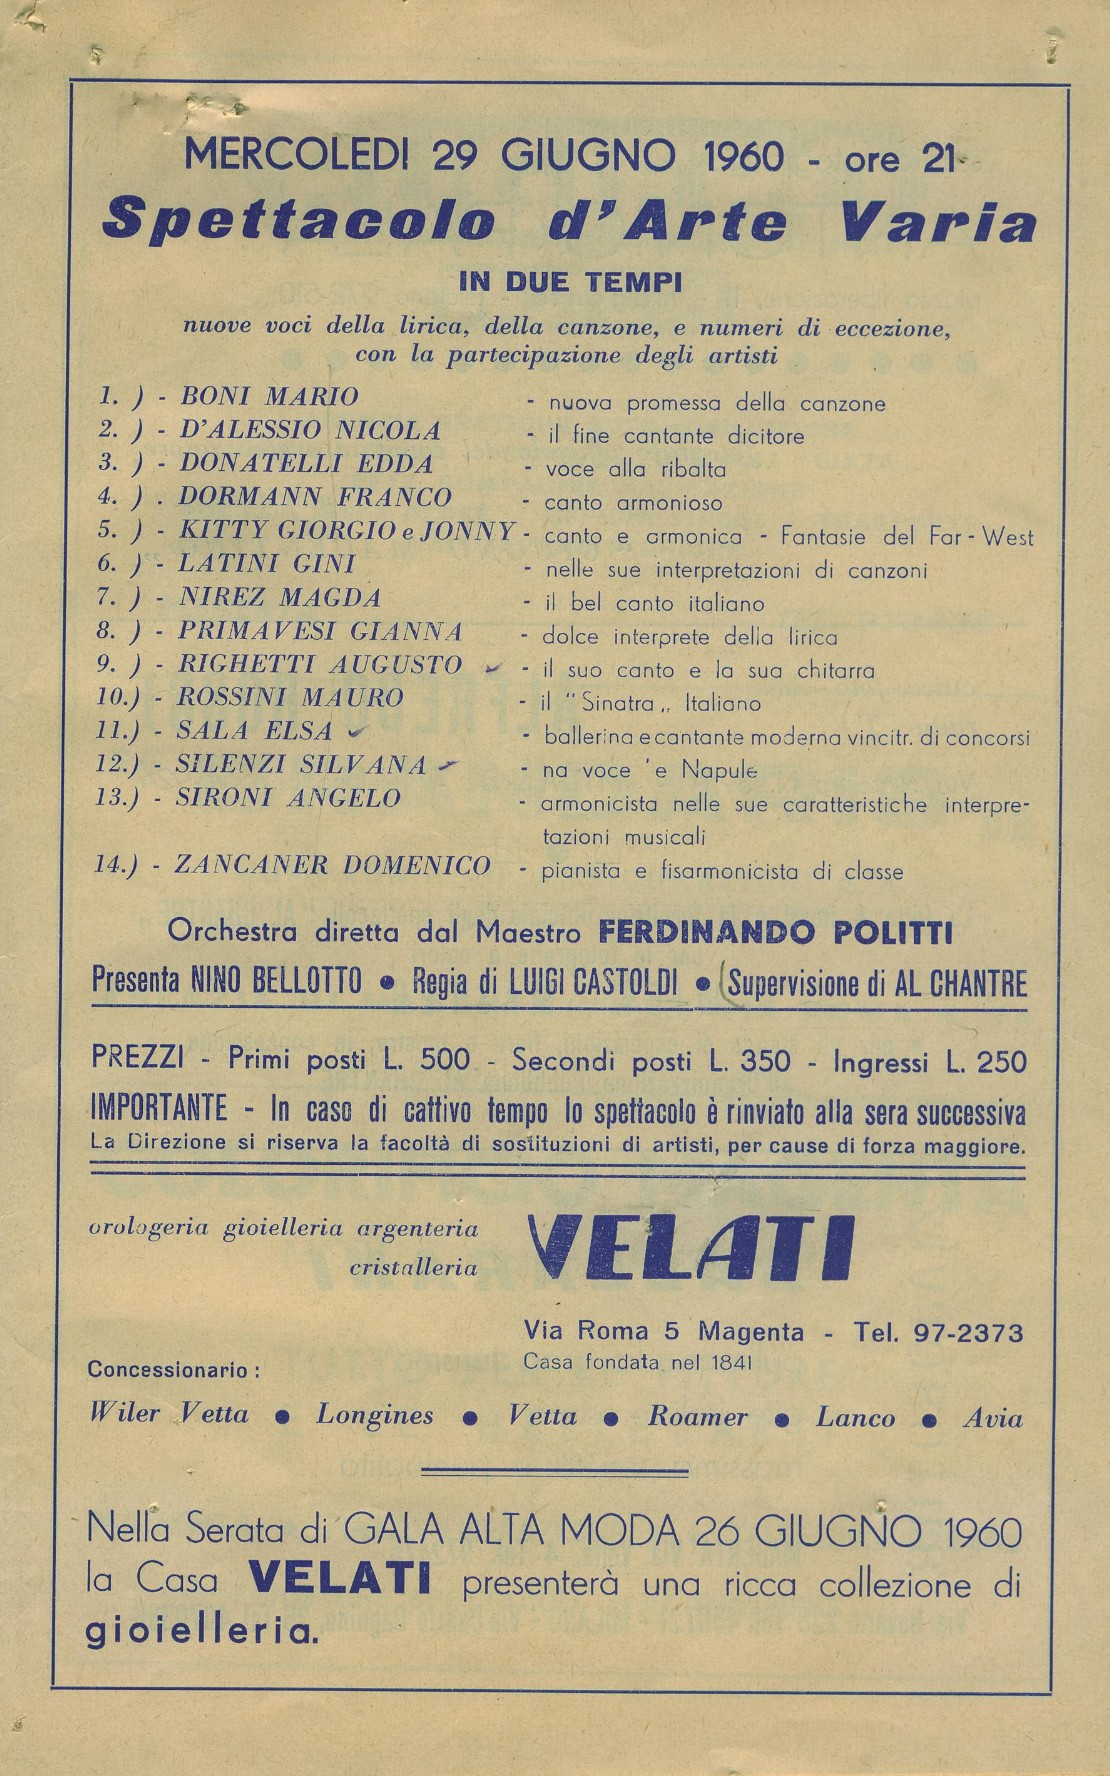 MERCOLEDI 29 GIUGNO 1960 - ore 21
Spettacolo d'Arte Varia
IN DUE TEMPI
nuove voci della lirica, della canzone, e numeri di eccezione,
con la partecipazione degli artisti
1. ) - BONI MARIO - nuova promessa della canzone
2. ) - D'ALESSIO NICOLA - il fine cantante dicitore
3. ) - DONATELLI EDDA - voce alla ribalta
4. ) . DORMANN FRANCO - canto armonioso
5. ) - KITTY GIORGIO e JONNY - canto e armonica - Fantasie del Far-West
6. ) - LATINI GINI - nelle sue interpretazioni di canzoni
7. ) - NIREZ MAGDA - il bel canto italiano
8. ) - PRIMAVESI GIANNA - dolce interprete della lirica
9. ) - RIGHETTI AUGUSTO - il suo canto e la sua chitarra
10.) - ROSSINI MAURO - il "Sinatra,, Italiano
11.) - SALA ELSA - ballerina e cantante moderna vincitr. di concorsi
12.) - SILENZI SILVANA - na voce 'e Napule
13.) - SIRONI ANGELO - armonicista nelle sue caratteristiche interpre-
tazioni musicali
14.) - ZANCANER DOMENICO - pianista e fisarmonicista di classe
Orchestra diretta dal Maestro FERDINANDO POLITTI
Presenta NINO BELLOTTO ● Regia di LUIGI CASTOLDI ● Supervisione di AL CHANTRE
PREZZI - Primi posti L. 500 - Secondi posti L. 350 - Ingressi L. 250
IMPORTANTE - In caso di cattivo tempo lo spettacolo è rinviato alla sera successiva
La Direzione si riserva la facoltà di sostituzioni di artisti, per cause di forza maggiore.
orologeria gioielleria argenteria
cristalleria
VELATI
Via Roma 5 Magenta - Tel. 97-2373
Casa fondata nel 1841
Concessionario :
Wiler Vetta ● Longines ● Vetta ● Roamer ● Lanco ● Avia
Nella Serata di GALA ALTA MODA 26 GIUGNO 1960
la Casa VELATI presenterà una ricca collezione di
gioielleria.